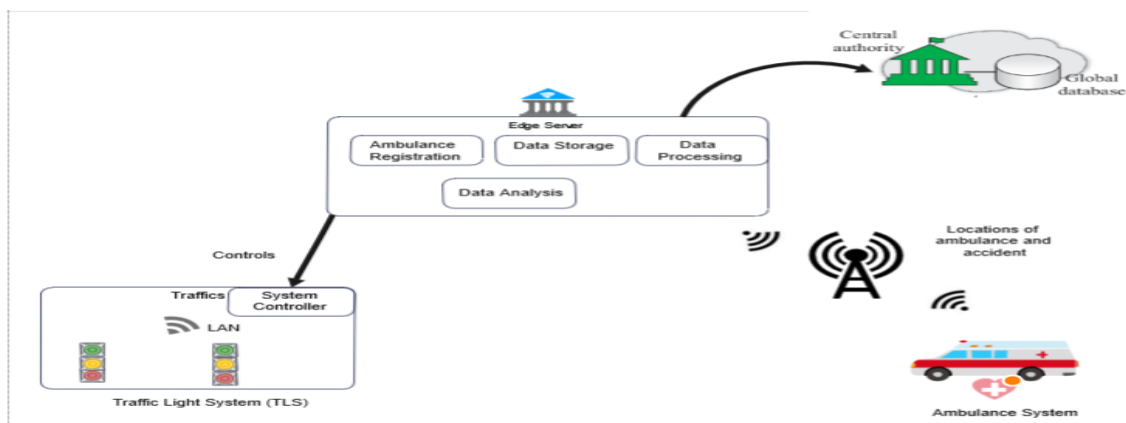 Central
authority
Global
database
Edge Server
Ambulance
Registration
Data Storage
Data
Processing
Data Analysis
Locations of
ambulance and
accident
Controls
Traffics
System
Controller
LAN
Traffic Light System (TLS)
Ambulance System